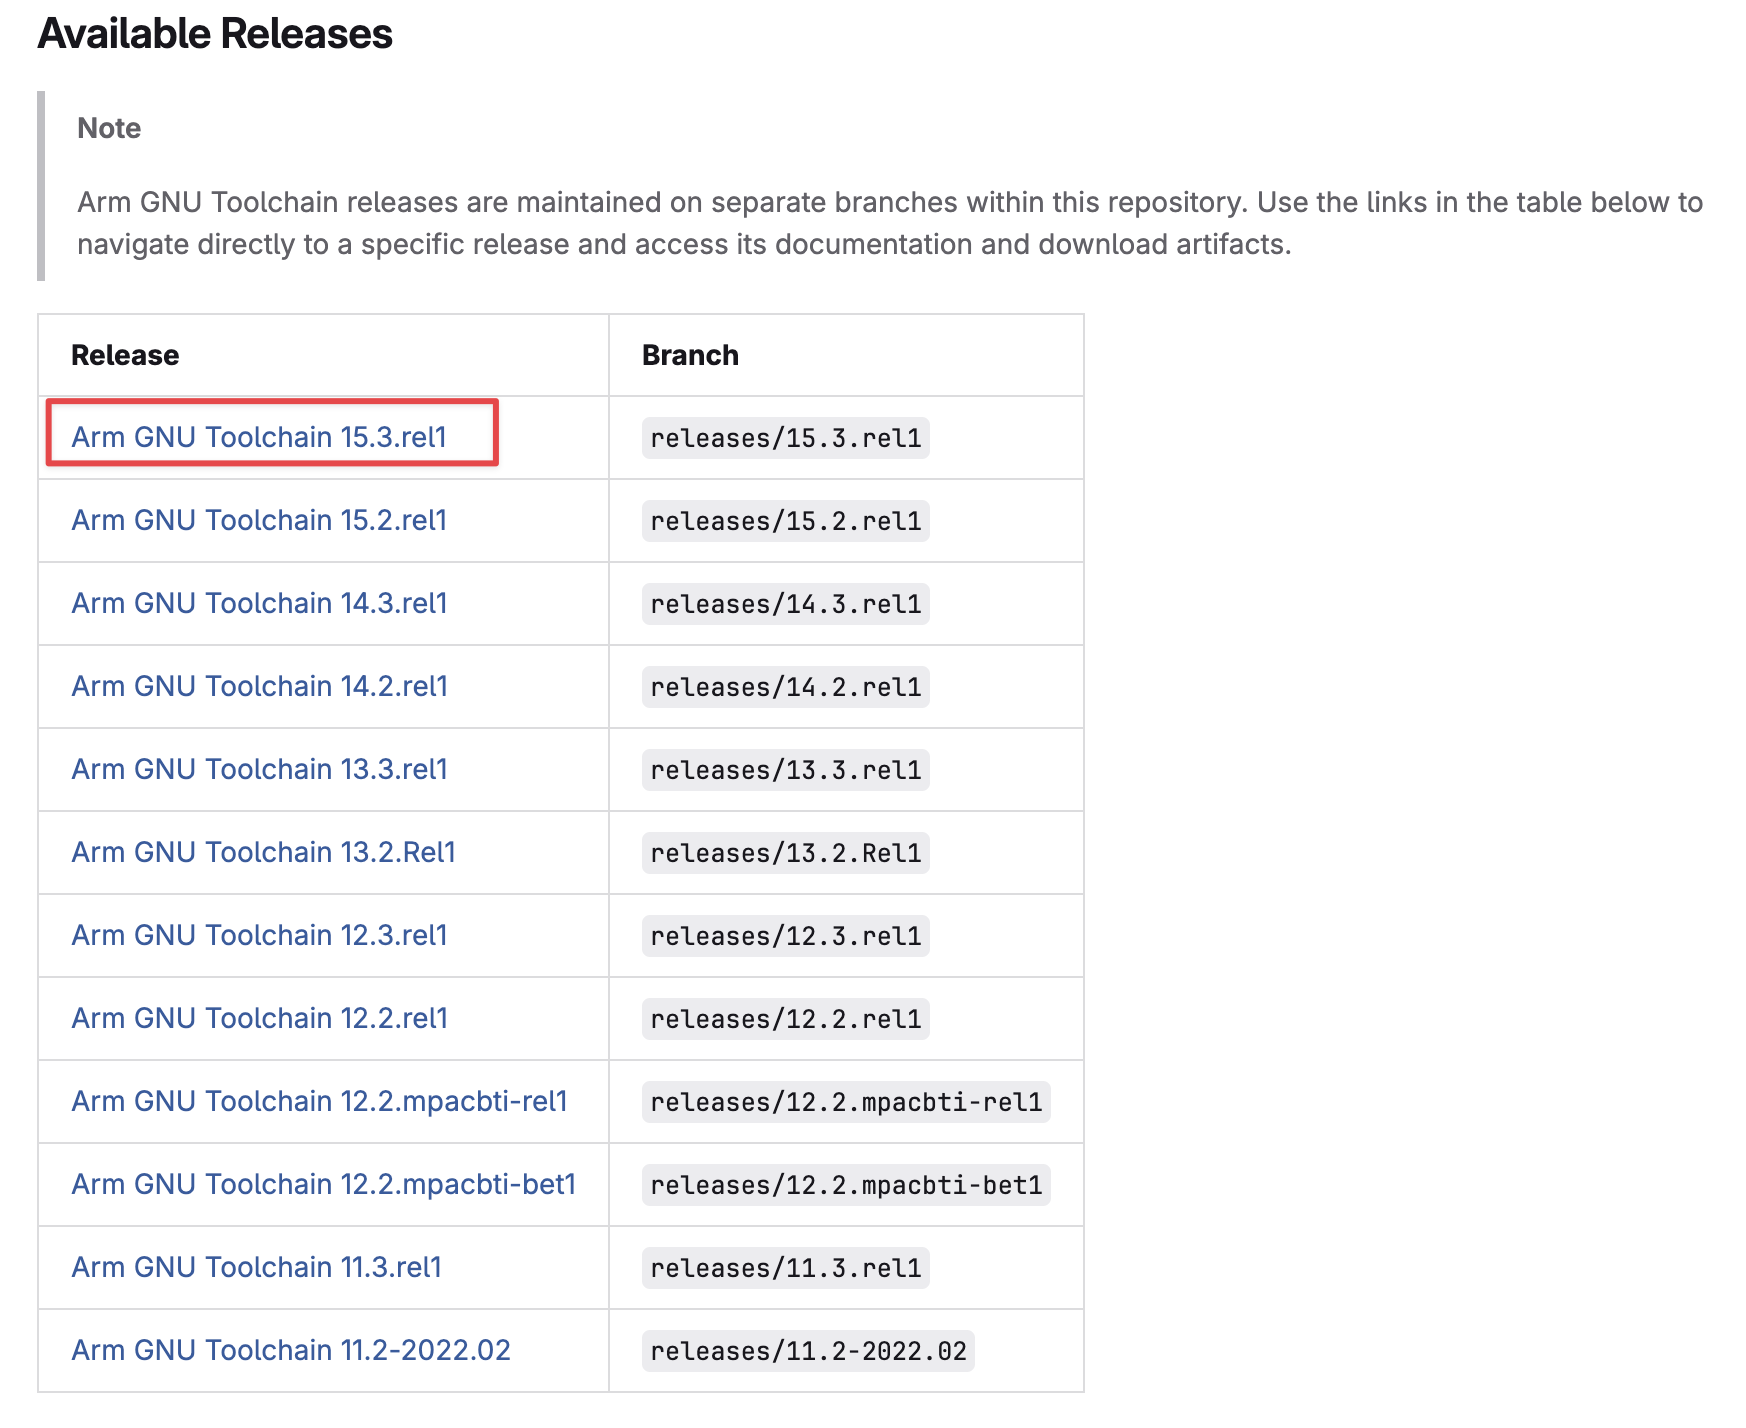 Available Releases
Note
Arm GNU Toolchain releases are maintained on separate branches within this repository. Use the links in the table below to
navigate directly to a specific release and access its documentation and download artifacts.
Release Branch
Arm GNU Toolchain 15.3.rel1 releases/15.3.rel1
Arm GNU Toolchain 15.2.rel1 releases/15.2.rel1
Arm GNU Toolchain 14.3.rel1 releases/14.3.rel1
Arm GNU Toolchain 14.2.rel1 releases/14.2.rel1
Arm GNU Toolchain 13.3.rel1 releases/13.3.rel1
Arm GNU Toolchain 13.2.Rel1 releases/13.2.Rel1
Arm GNU Toolchain 12.3.rel1 releases/12.3.rel1
Arm GNU Toolchain 12.2.rel1 releases/12.2.rel1
Arm GNU Toolchain 12.2.mpacbti-rel1 releases/12.2.mpacbti-rel1
Arm GNU Toolchain 12.2.mpacbti-bet1 releases/12.2.mpacbti-bet1
Arm GNU Toolchain 11.3.rel1 releases/11.3.rel1
Arm GNU Toolchain 11.2-2022.02 releases/11.2-2022.02